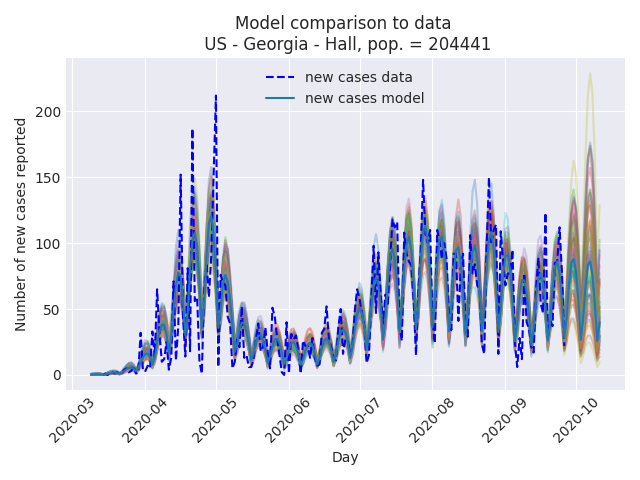 Model comparison to data
US - Georgia - Hall, pop. = 204441
new cases data
new cases model
Number of new cases reported
200
150
100
50
0
2020-03
2020-04
2020-05
2020-06
2020-07
2020-08
2020-09
2020-10
Day